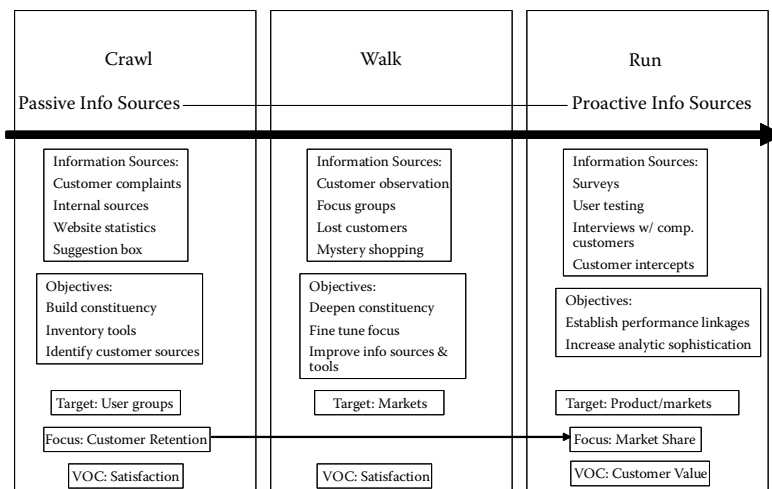 Crawl
Walk
Run
Passive Info Sources
Proactive Info Sources
Information Sources:
Customer complaints
Internal sources
Website statistics
Suggestion box
Objectives:
Build constituency
Inventory tools
Identify customer sources
Target: User groups
Focus: Customer Retention
VOC: Satisfaction
Information Sources:
Customer observation
Focus groups
Lost customers
Mystery shopping
Objectives:
Deepen constituency
Fine tune focus
Improve info sources &
tools
Target: Markets
VOC: Satisfaction
Information Sources:
Surveys
User testing
Interviews w/ comp.
customers
Customer intercepts
Objectives:
Establish performance linkages
Increase analytic sophistication
Target: Product/markets
Focus: Market Share
VOC: Customer Value